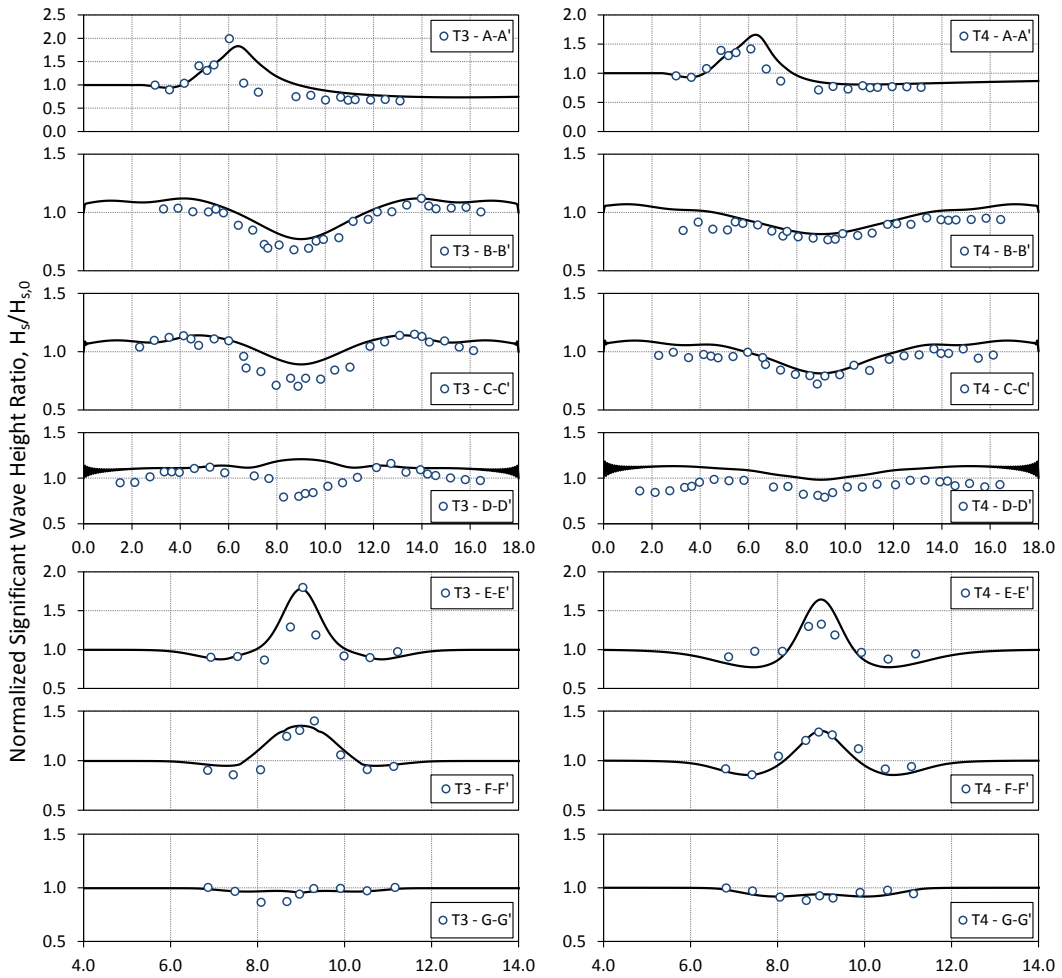 Normalized Significant Wave Height Ratio, Hs/Hs,0
2.5
2.0
1.5
1.0
0.5
0.0
T3 - A-A'
2.0
1.5
1.0
0.5
0.0
T4 - A-A'
1.5
1.0
0.5
T3 - B-B'
1.5
1.0
0.5
T4 - B-B'
1.5
1.0
0.5
T3 - C-C'
1.5
1.0
0.5
T4 - C-C'
1.5
1.0
0.5
T3 - D-D'
0.0 2.0 4.0 6.0 8.0 10.0 12.0 14.0 16.0 18.0
1.5
1.0
0.5
T4 - D-D'
0.0 2.0 4.0 6.0 8.0 10.0 12.0 14.0 16.0 18.0
2.0
1.5
1.0
0.5
T3 - E-E'
2.0
1.5
1.0
0.5
T4 - E-E'
1.5
1.0
0.5
T3 - F-F'
1.5
1.0
0.5
T4 - F-F'
1.5
1.0
0.5
T3 - G-G'
4.0 6.0 8.0 10.0 12.0 14.0
1.5
1.0
0.5
T4 - G-G'
4.0 6.0 8.0 10.0 12.0 14.0